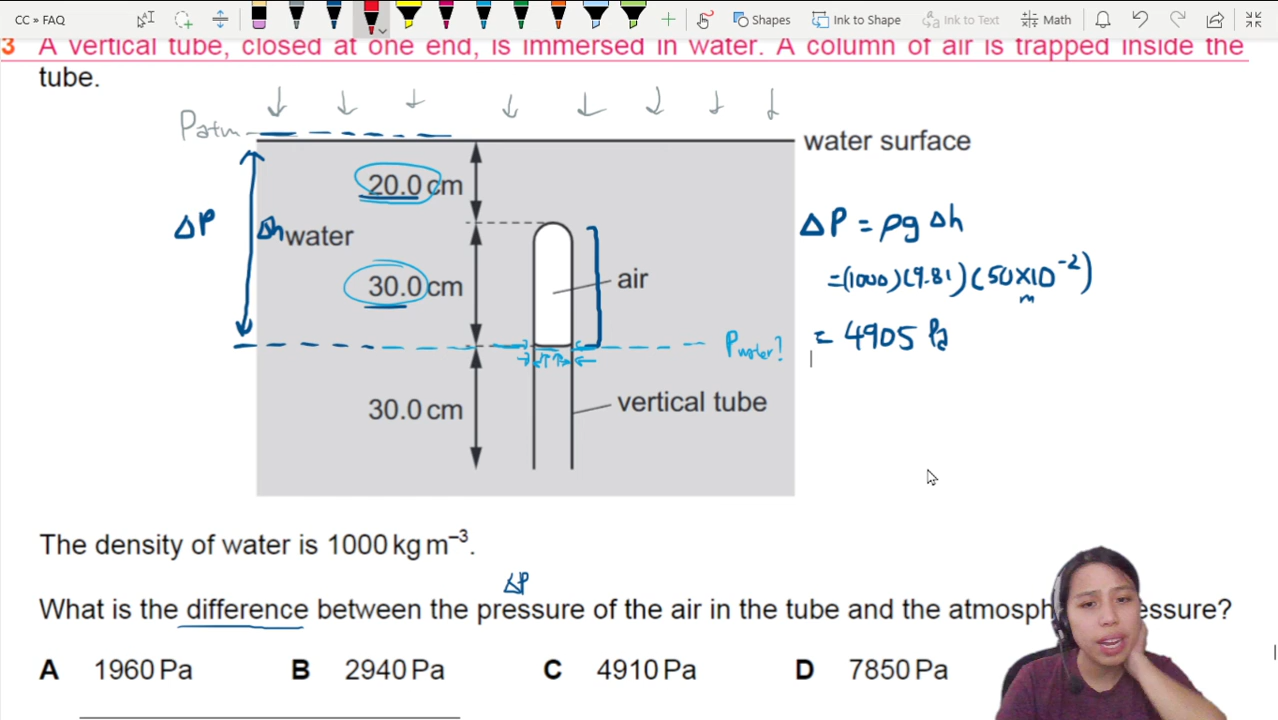 CC » FAQ
Shapes
Ink to Shape
Ink to Text
Math
3 A vertical tube, closed at one end, is immersed in water. A column of air is trapped inside the
tube.
Patm
water surface
20.0 cm
ΔP
Δh
water
ΔP = ρg Δh
30.0 cm
air
=(1000)(9.81)(50×10⁻²)
m
Pwater?
= 4905 Pa
30.0 cm
vertical tube
The density of water is 1000 kg m⁻³.
ΔP
What is the difference between the pressure of the air in the tube and the atmosph essure?
A 1960 Pa B 2940 Pa C 4910 Pa D 7850 Pa